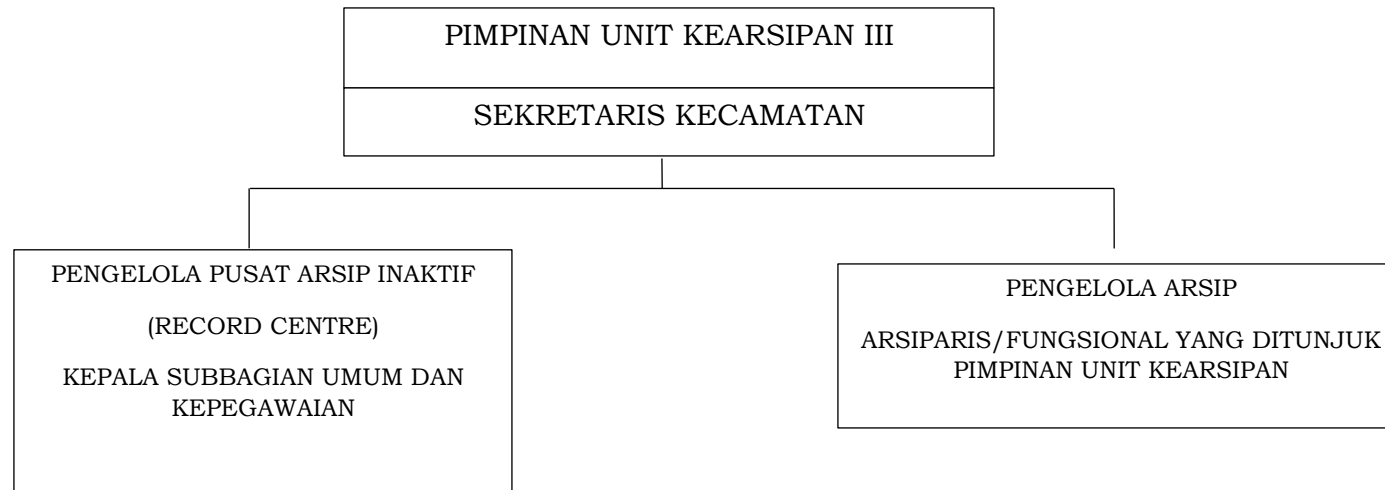 PIMPINAN UNIT KEARSIPAN III
SEKRETARIS KECAMATAN
PENGELOLA PUSAT ARSIP INAKTIF
(RECORD CENTRE)
KEPALA SUBBAGIAN UMUM DAN
KEPEGAWAIAN
PENGELOLA ARSIP
ARSIPARIS/FUNGSIONAL YANG DITUNJUK
PIMPINAN UNIT KEARSIPAN